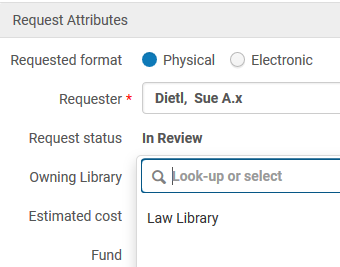 Request Attributes
Requested format Physical Electronic
Requester * Dietl, Sue A.x
Request status In Review
Owning Library Look-up or select
Law Library
Estimated cost
Fund